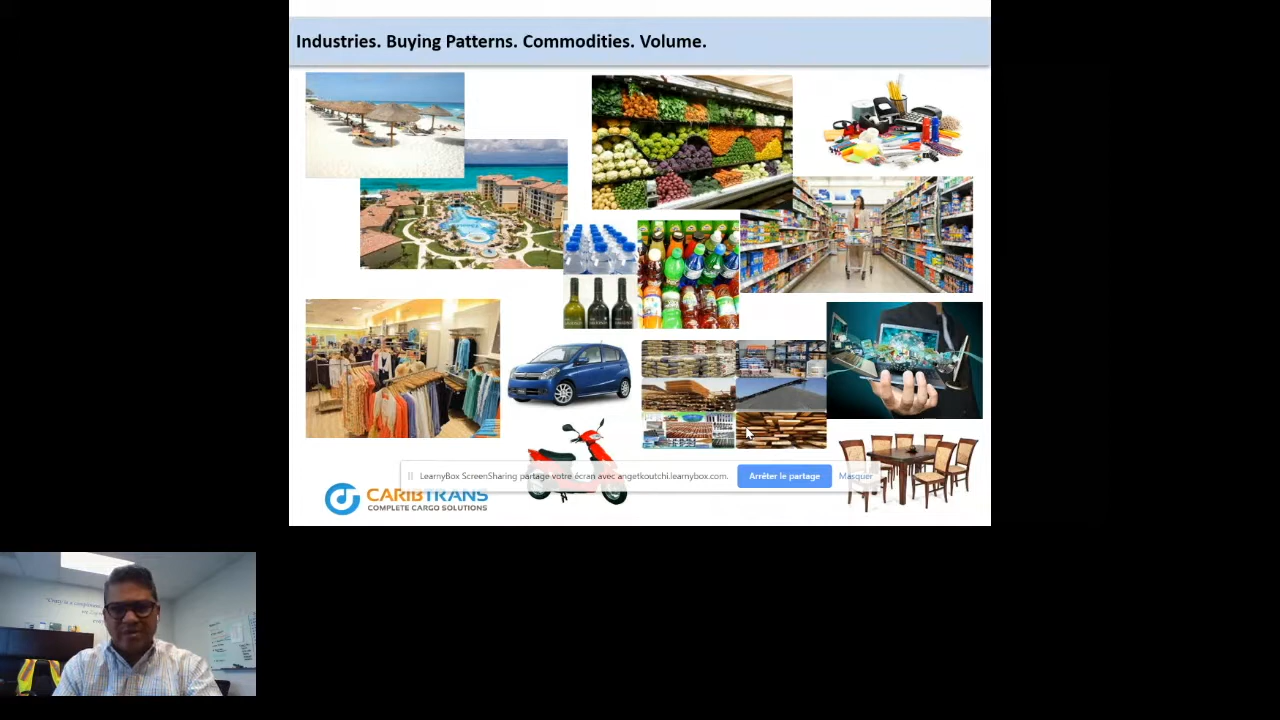 Industries. Buying Patterns. Commodities. Volume.
LearnyBox ScreenSharing partage votre écran avec angetkoutchi.learnybox.com.
Arrêter le partage
Masquer
CARIBTRANS
COMPLETE CARGO SOLUTIONS